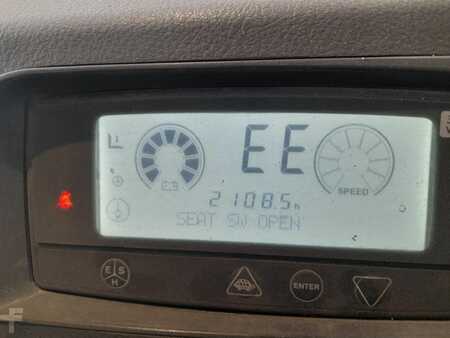 EE
SPEED
2108.5h
SEAT SW OPEN
E S
H
ENTER
F